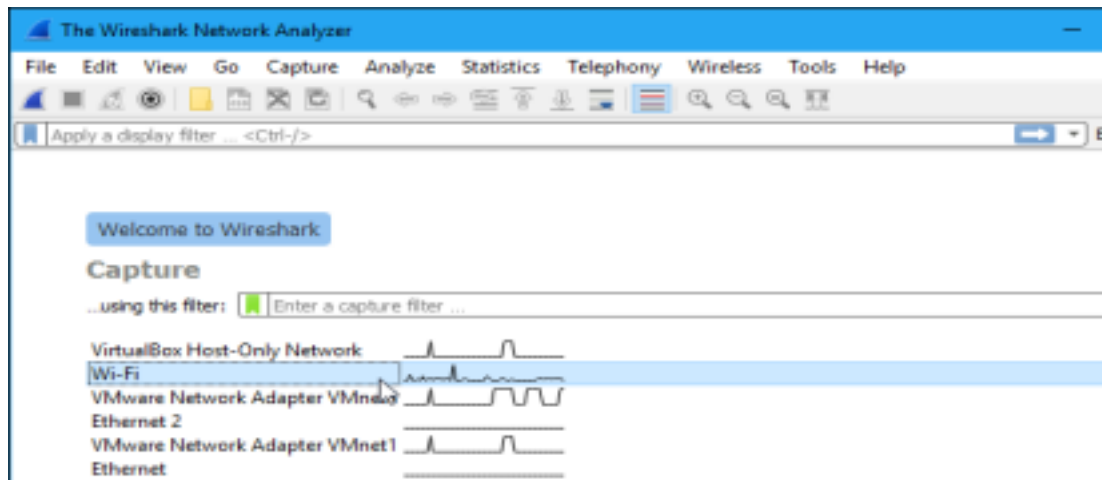 The Wireshark Network Analyzer
File Edit View Go Capture Analyze Statistics Telephony Wireless Tools Help
Apply a display filter ... <Ctrl-/>
Welcome to Wireshark
Capture
...using this filter: Enter a capture filter ...
VirtualBox Host-Only Network
Wi-Fi
VMware Network Adapter
Ethernet 2
VMware Network Adapter VMnet1
Ethernet